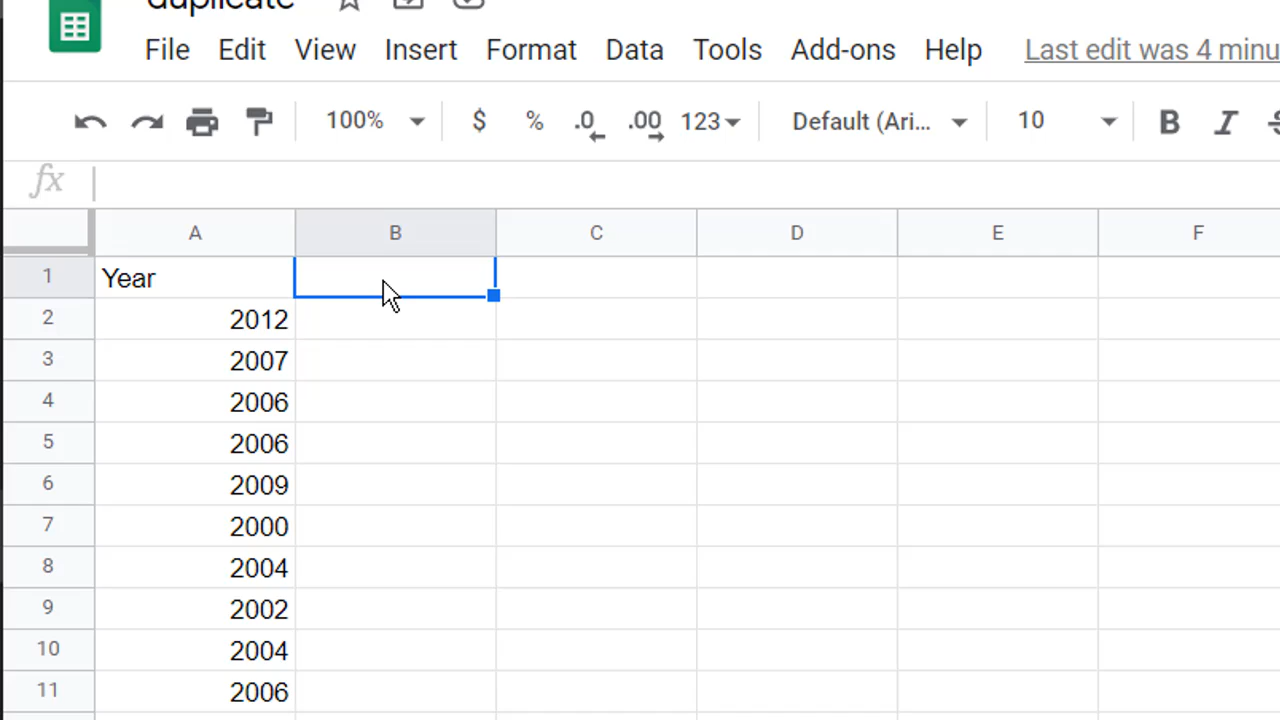 duplicate
File Edit View Insert Format Data Tools Add-ons Help Last edit was 4 minu
100% $ % .0 .00 123 Default (Ari... 10 B I S
fx
A B C D E F
1 Year
2 2012
3 2007
4 2006
5 2006
6 2009
7 2000
8 2004
9 2002
10 2004
11 2006